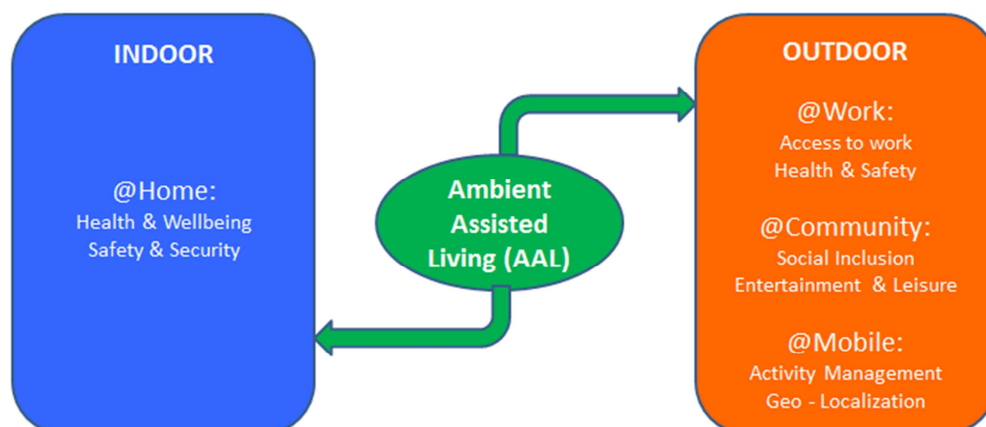 INDOOR
@Home:
Health & Wellbeing
Safety & Security
Ambient
Assisted
Living (AAL)
OUTDOOR
@Work:
Access to work
Health & Safety
@Community:
Social Inclusion
Entertainment & Leisure
@Mobile:
Activity Management
Geo - Localization